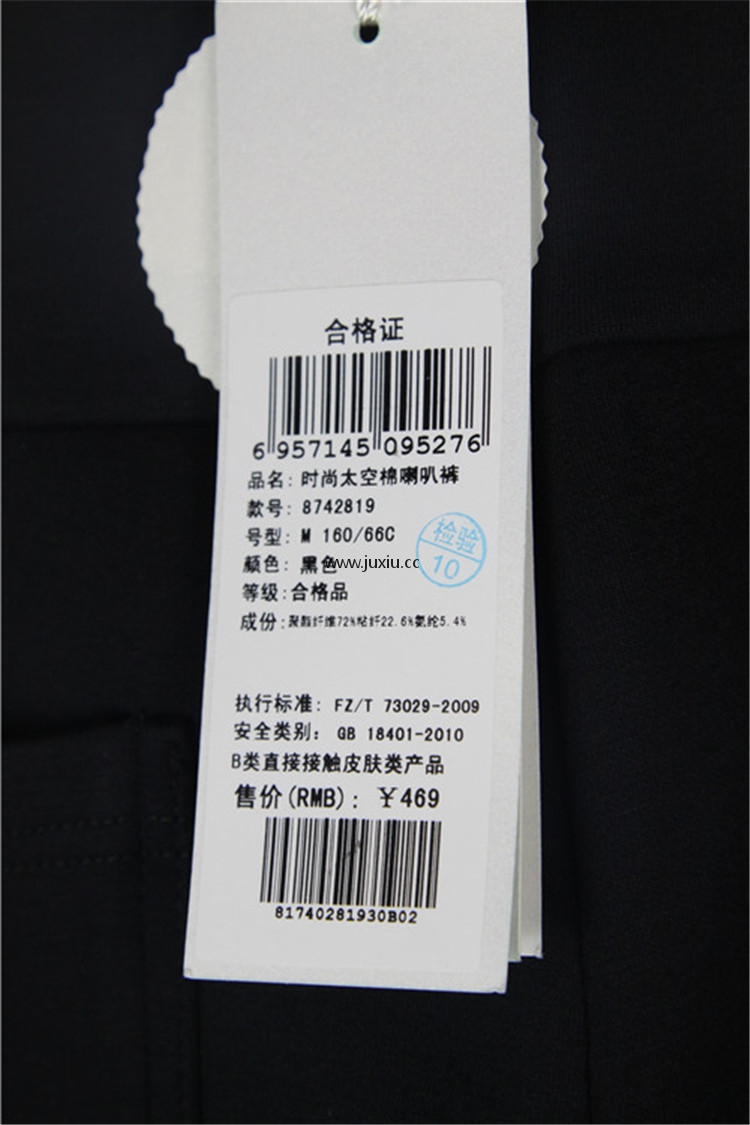 合格证
6 957145 095276
品名: 时尚太空棉喇叭裤
款号: 8742819
号型: M 160/66C
检验
10
颜色: 黑色
www.juxiu.cc
等级:合格品
成份:聚酯纤维72%粘纤22.6%氨纶5.4%
执行标准: FZ/T 73029-2009
安全类别: GB 18401-2010
B类直接接触皮肤类产品
售价(RMB): ¥469
81740281930B02